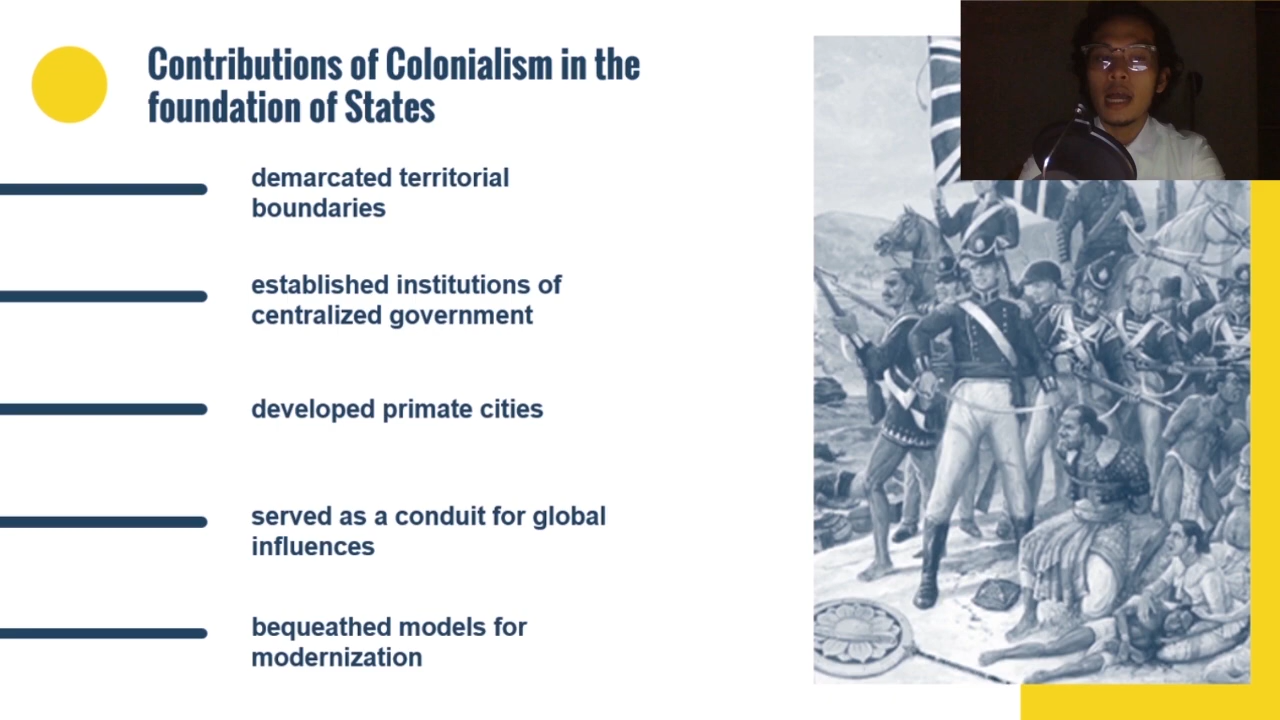 Contributions of Colonialism in the
foundation of States
demarcated territorial
boundaries
established institutions of
centralized government
developed primate cities
served as a conduit for global
influences
bequeathed models for
modernization